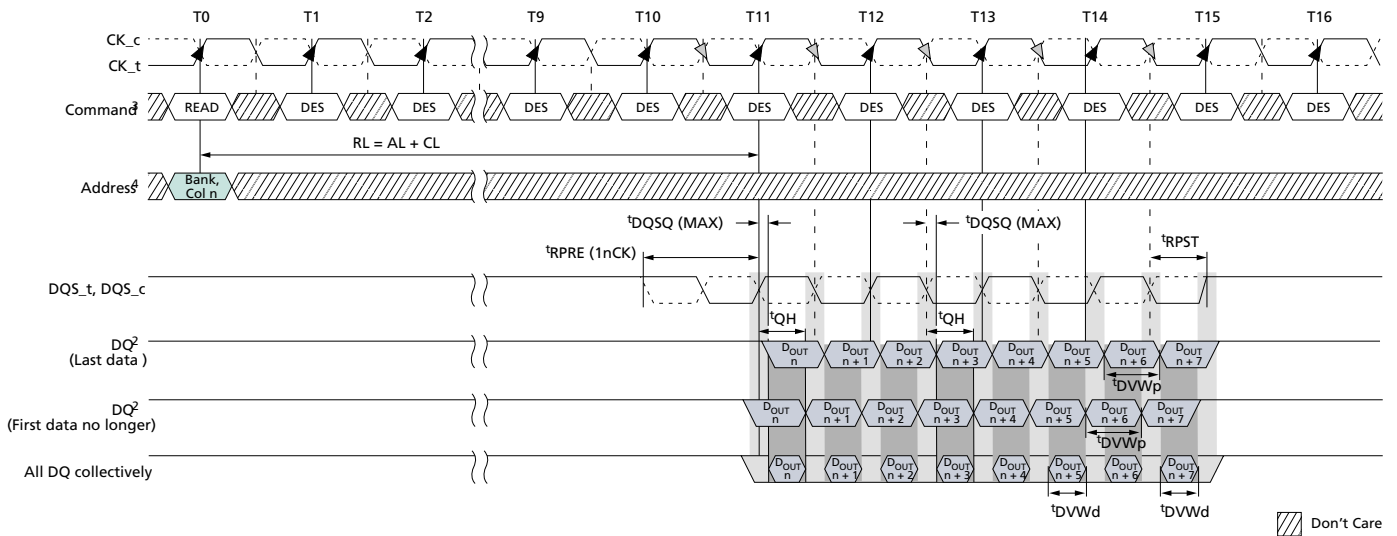 T0 T1 T2 T9 T10 T11 T12 T13 T14 T15 T16
CK_c
CK_t
Command3 READ DES DES DES DES DES DES DES DES DES DES
RL = AL + CL
Address4 Bank, Col n
tDQSQ (MAX) tDQSQ (MAX)
tRPRE (1nCK) tRPST
DQS_t, DQS_c
tQH tQH
DQ2
(Last data )
DOUT n DOUT n + 1 DOUT n + 2 DOUT n + 3 DOUT n + 4 DOUT n + 5 DOUT n + 6 DOUT n + 7
tDVWp
DQ2
(First data no longer)
DOUT n DOUT n + 1 DOUT n + 2 DOUT n + 3 DOUT n + 4 DOUT n + 5 DOUT n + 6 DOUT n + 7
tDVWp
All DQ collectively
DOUT n DOUT n + 1 DOUT n + 2 DOUT n + 3 DOUT n + 4 DOUT n + 5 DOUT n + 6 DOUT n + 7
tDVWd tDVWd
Don't Care